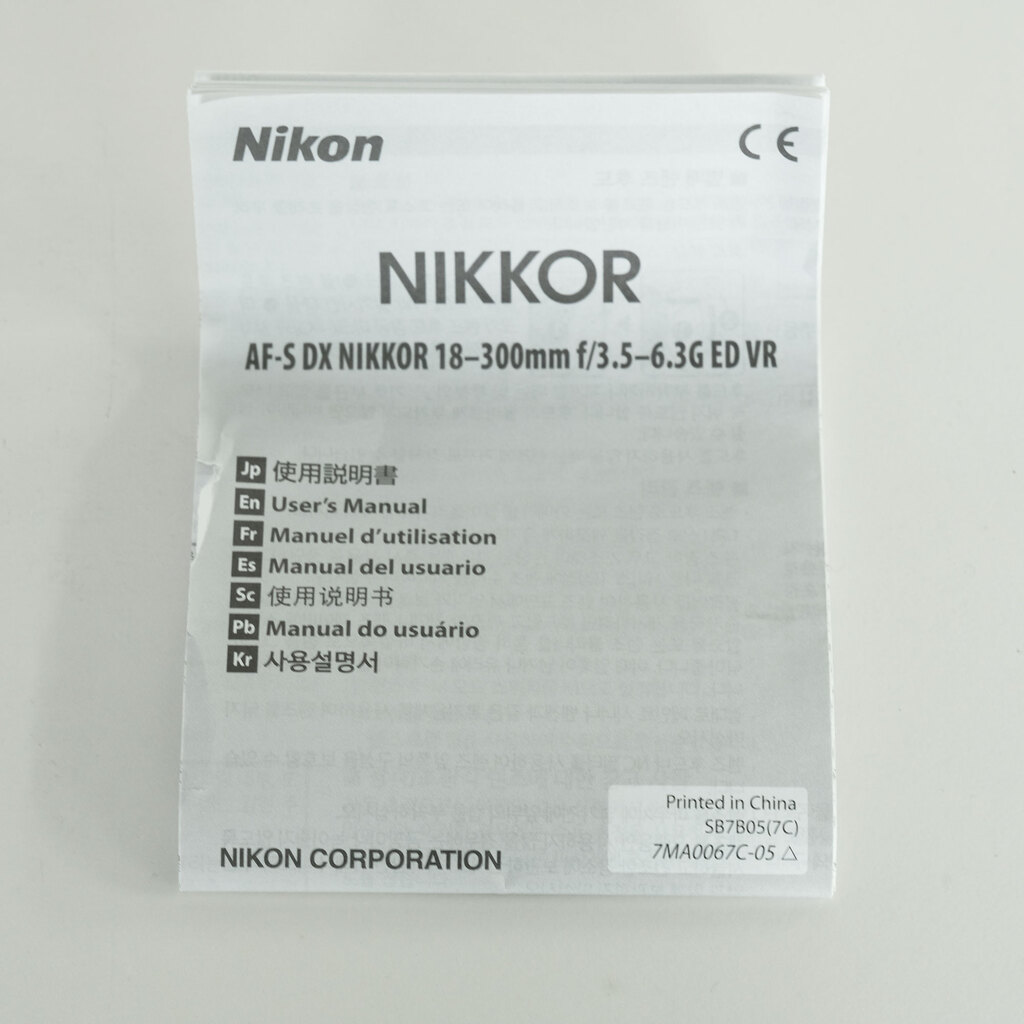 Nikon
CE
NIKKOR
AF-S DX NIKKOR 18–300mm f/3.5–6.3G ED VR
Jp 使用説明書
En User's Manual
Fr Manuel d'utilisation
Es Manual del usuario
Sc 使用说明书
Pb Manual do usuário
Kr 사용설명서
Printed in China
SB7B05(7C)
7MA0067C-05 △
NIKON CORPORATION